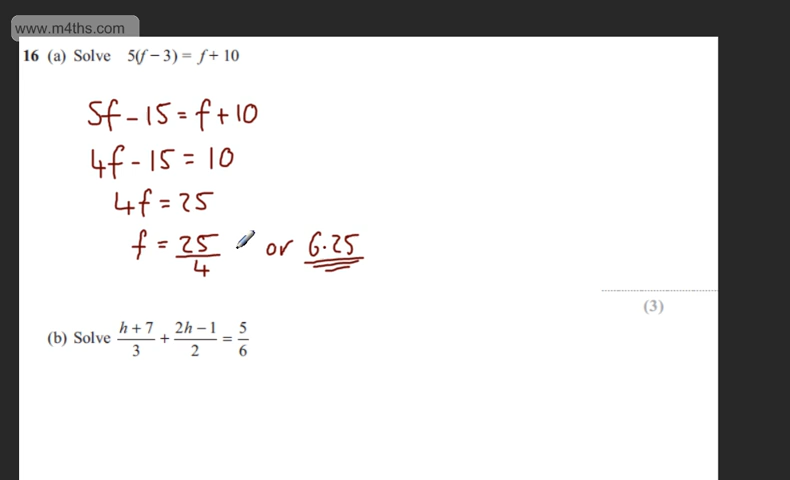 www.m4ths.com
16 (a) Solve 5(f − 3) = f + 10
5f − 15 = f + 10
4f − 15 = 10
4f = 25
f = 25/4 or 6.25
(3)
(b) Solve (h + 7)/3 + (2h − 1)/2 = 5/6